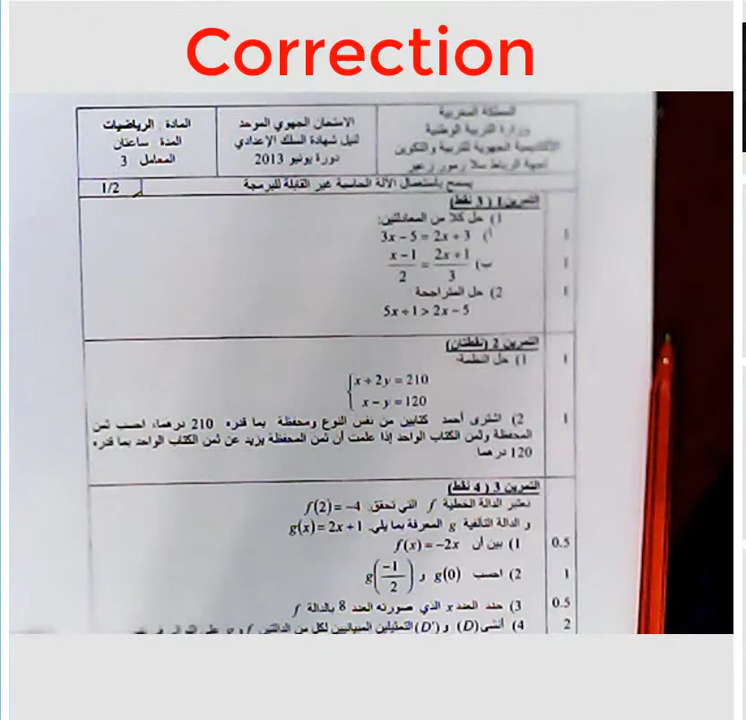 Correction
المملكة المغربية
وزارة التربية الوطنية
الأكاديمية الجهوية للتربية والتكوين
لجهة الرباط سلا زمور زعير
الامتحان الجهوي الموحد
لنيل شهادة السلك الإعدادي
دورة يونيو 2013
المادة الرياضيات
المدة ساعتان
المعامل 3
يسمح باستعمال الآلة الحاسبة غير القابلة للبرمجة
1/2
التمرين 1 ( 3 نقط)
1) حل كلا من المعادلتين:
1 أ) 3x − 5 = 2x + 3
1 ب) (x − 1)/2 = (2x + 1)/3
1 2) حل المتراجحة
5x + 1 > 2x − 5
التمرين 2 (نقطتان)
1 1) حل النظمة:
{ x + 2y = 210
x − y = 120
1 2) اشترى أحمد كتابين من نفس النوع ومحفظة بما قدره 210 درهما، احسب ثمن
المحفظة وثمن الكتاب الواحد إذا علمت أن ثمن المحفظة يزيد عن ثمن الكتاب الواحد بما قدره
120 درهما
التمرين 3 ( 4 نقط)
نعتبر الدالة الخطية f التي تحقق f(2) = −4
و الدالة التآلفية g المعرفة بما يلي g(x) = 2x + 1
0.5 1) بين أن f(x) = −2x
1 2) احسب g(0) و g(−1/2)
0.5 3) حدد العدد x الذي صورته العدد 8 بالدالة f
2 4) أنشئ (D) و (D') التمثيلين المبيانيين لكل من الدالتين f و g على التوالي في